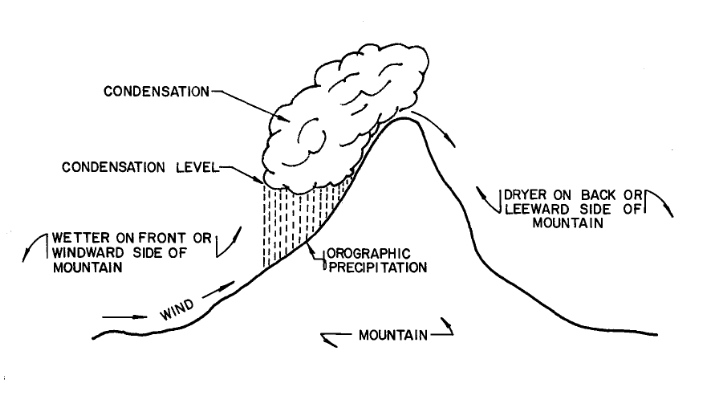 CONDENSATION
CONDENSATION LEVEL
DRYER ON BACK OR
LEEWARD SIDE OF
MOUNTAIN
WETTER ON FRONT OR
WINDWARD SIDE OF
MOUNTAIN
OROGRAPHIC
PRECIPITATION
WIND
MOUNTAIN